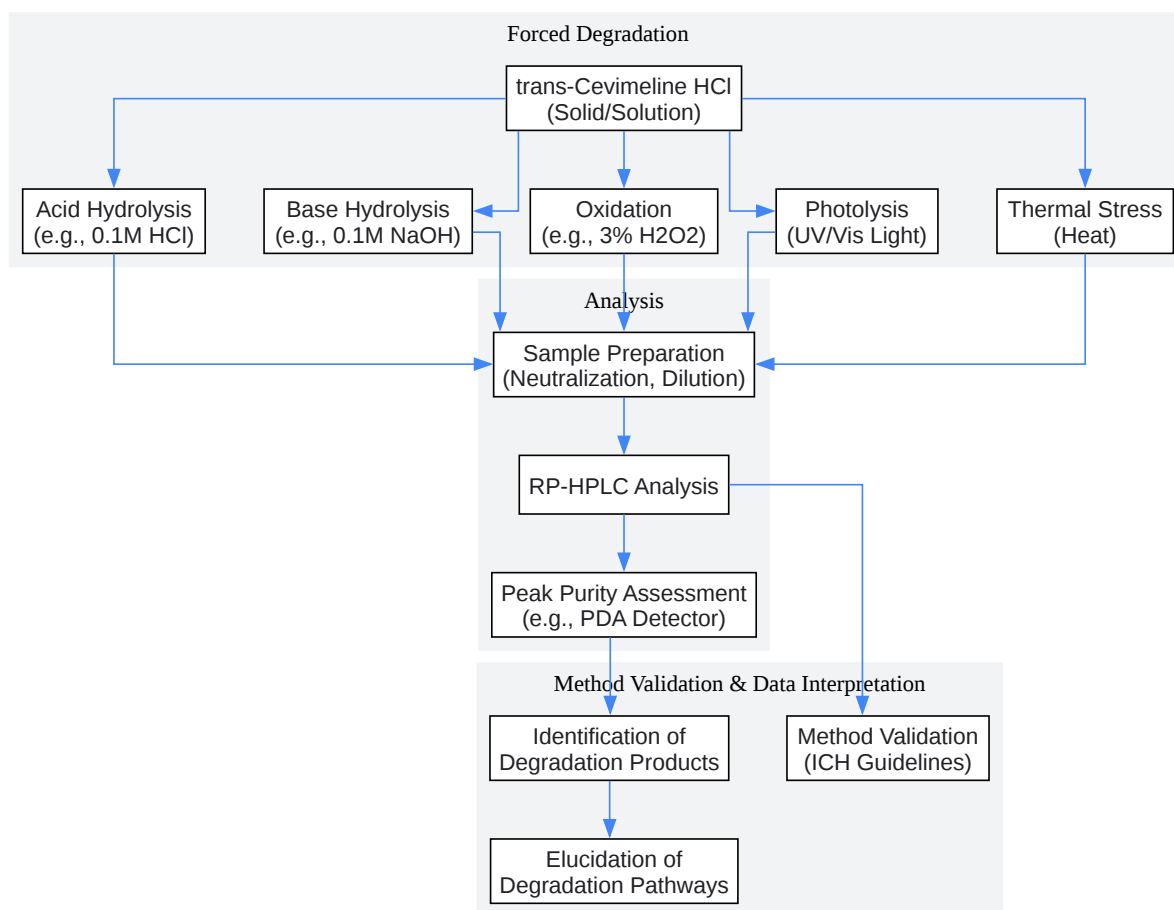 Forced Degradation
trans-Cevimeline HCl
(Solid/Solution)
Acid Hydrolysis
(e.g., 0.1M HCl)
Base Hydrolysis
(e.g., 0.1M NaOH)
Oxidation
(e.g., 3% H2O2)
Photolysis
(UV/Vis Light)
Thermal Stress
(Heat)
Analysis
Sample Preparation
(Neutralization, Dilution)
RP-HPLC Analysis
Peak Purity Assessment
(e.g., PDA Detector)
Method Validation & Data Interpretation
Identification of
Degradation Products
Method Validation
(ICH Guidelines)
Elucidation of
Degradation Pathways